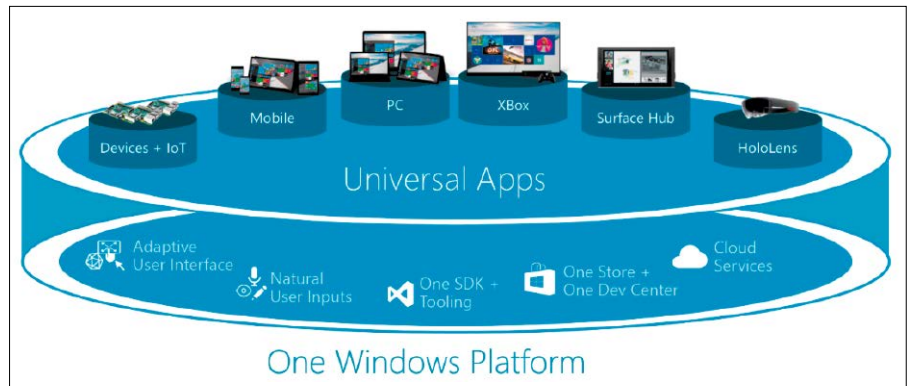 Devices + IoT
Mobile
PC
XBox
Surface Hub
HoloLens
Universal Apps
Adaptive
User Interface
Natural
User Inputs
One SDK +
Tooling
One Store +
One Dev Center
Cloud
Services
One Windows Platform